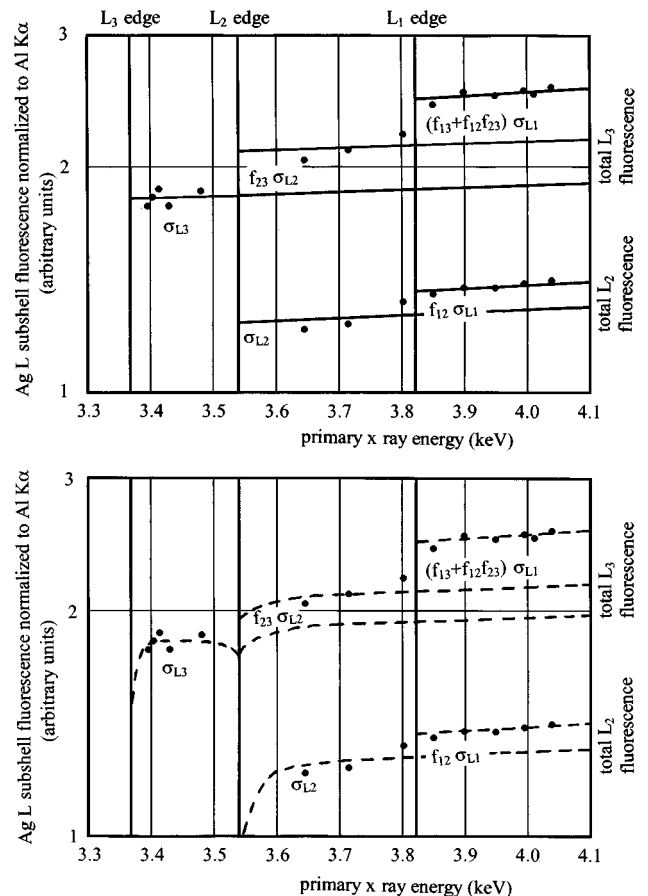 L3 edge L2 edge L1 edge
3
2
1
Ag L subshell fluorescence normalized to Al Kα
(arbitrary units)
(f13+f12f23) σL1
f23 σL2
σL3
f12 σL1
σL2
total L3
fluorescence
total L2
fluorescence
3.3 3.4 3.5 3.6 3.7 3.8 3.9 4.0 4.1
primary x ray energy (keV)
3
2
1
Ag L subshell fluorescence normalized to Al Kα
(arbitrary units)
(f13+f12f23) σL1
f23 σL2
σL3
f12 σL1
σL2
total L3
fluorescence
total L2
fluorescence
3.3 3.4 3.5 3.6 3.7 3.8 3.9 4.0 4.1
primary x ray energy (keV)